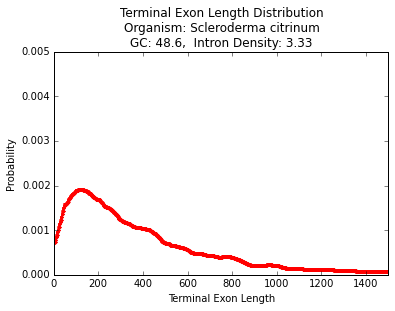 Terminal Exon Length Distribution
Organism: Scleroderma citrinum
GC: 48.6,  Intron Density: 3.33
0.005
0.004
0.003
0.002
0.001
0.000
Probability
0
200
400
600
800
1000
1200
1400
Terminal Exon Length